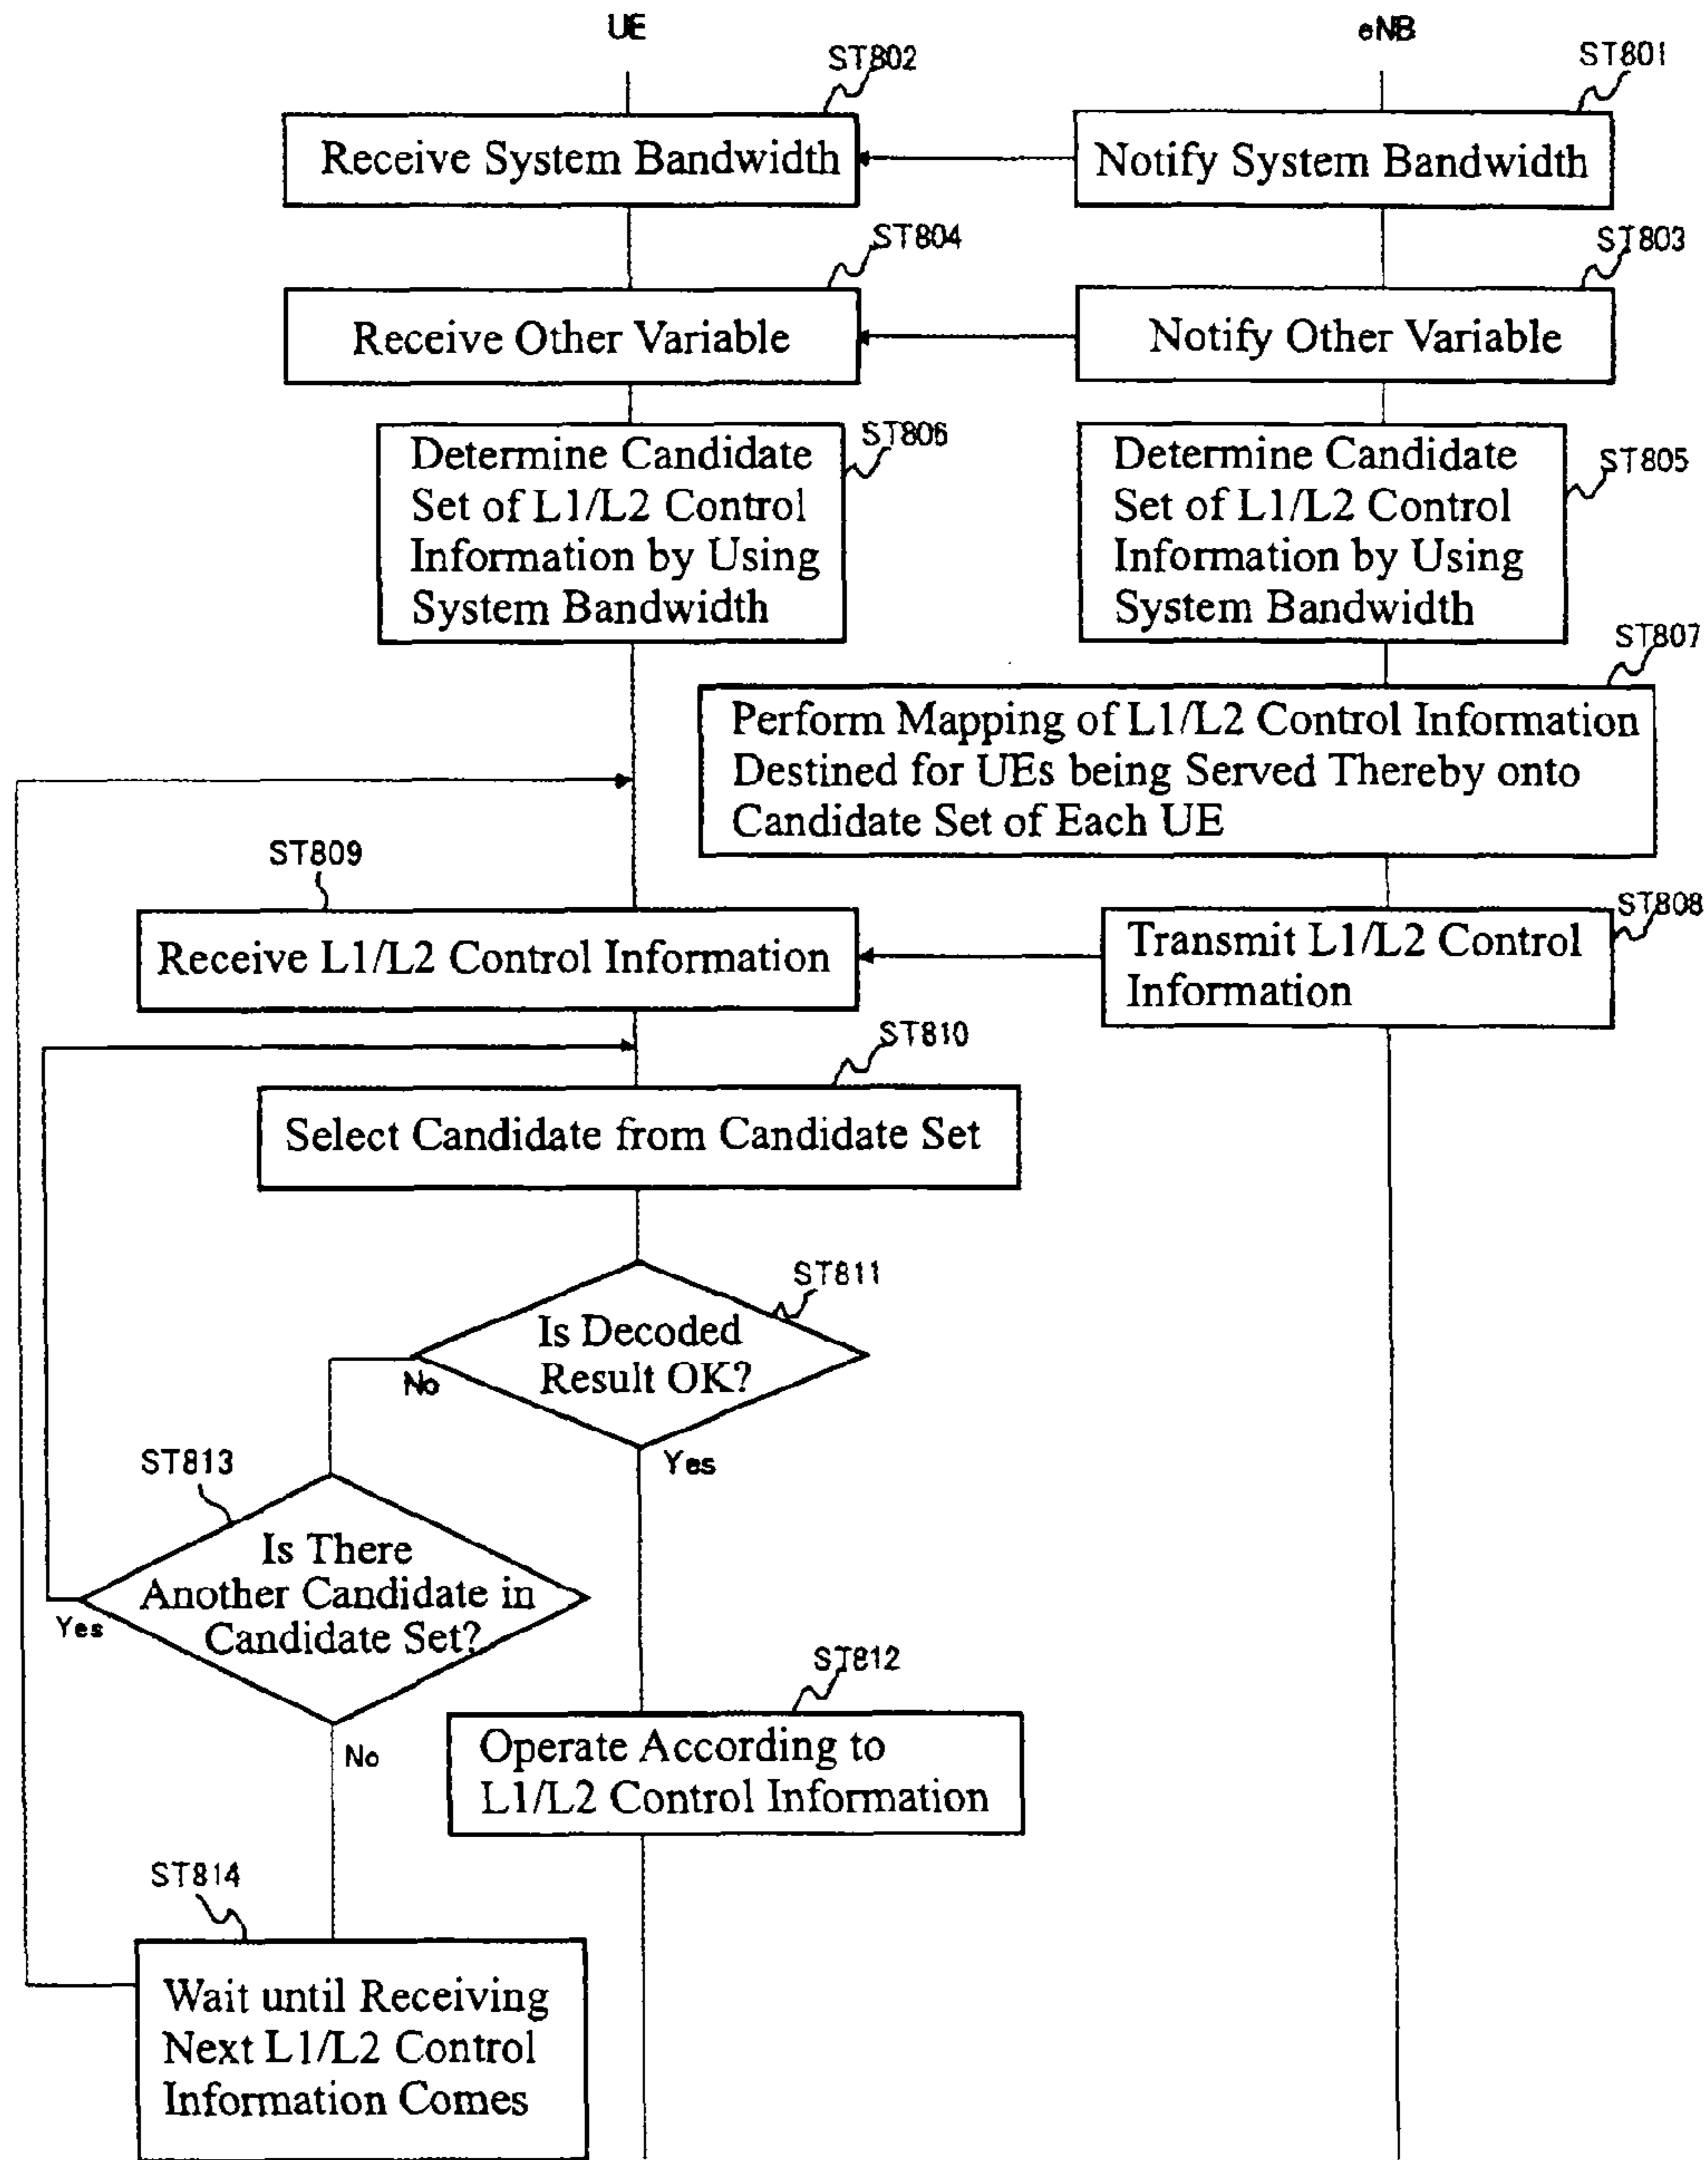 UE
eNB
ST802
ST801
Receive System Bandwidth
Notify System Bandwidth
ST804
ST803
Receive Other Variable
Notify Other Variable
ST806
Determine Candidate
Set of L1/L2 Control
Information by Using
System Bandwidth
ST805
Determine Candidate
Set of L1/L2 Control
Information by Using
System Bandwidth
ST807
Perform Mapping of L1/L2 Control Information
Destined for UEs being Served Thereby onto
Candidate Set of Each UE
ST809
Receive L1/L2 Control Information
ST808
Transmit L1/L2 Control
Information
ST810
Select Candidate from Candidate Set
ST811
Is Decoded
Result OK?
No
Yes
ST813
Is There
Another Candidate in
Candidate Set?
Yes
No
ST812
Operate According to
L1/L2 Control Information
ST814
Wait until Receiving
Next L1/L2 Control
Information Comes